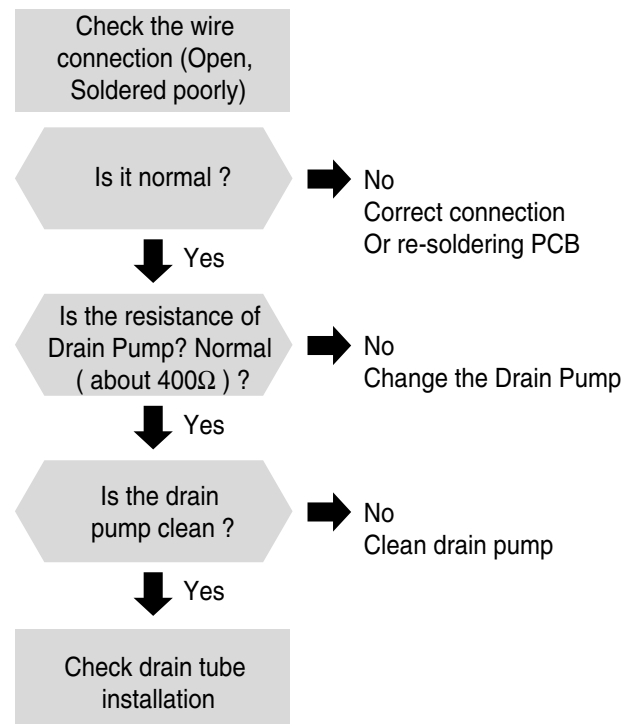 Check the wire
connection (Open,
Soldered poorly)
Is it normal ?
No
Correct connection
Or re-soldering PCB
Yes
Is the resistance of
Drain Pump? Normal
( about 400Ω ) ?
No
Change the Drain Pump
Yes
Is the drain
pump clean ?
No
Clean drain pump
Yes
Check drain tube
installation